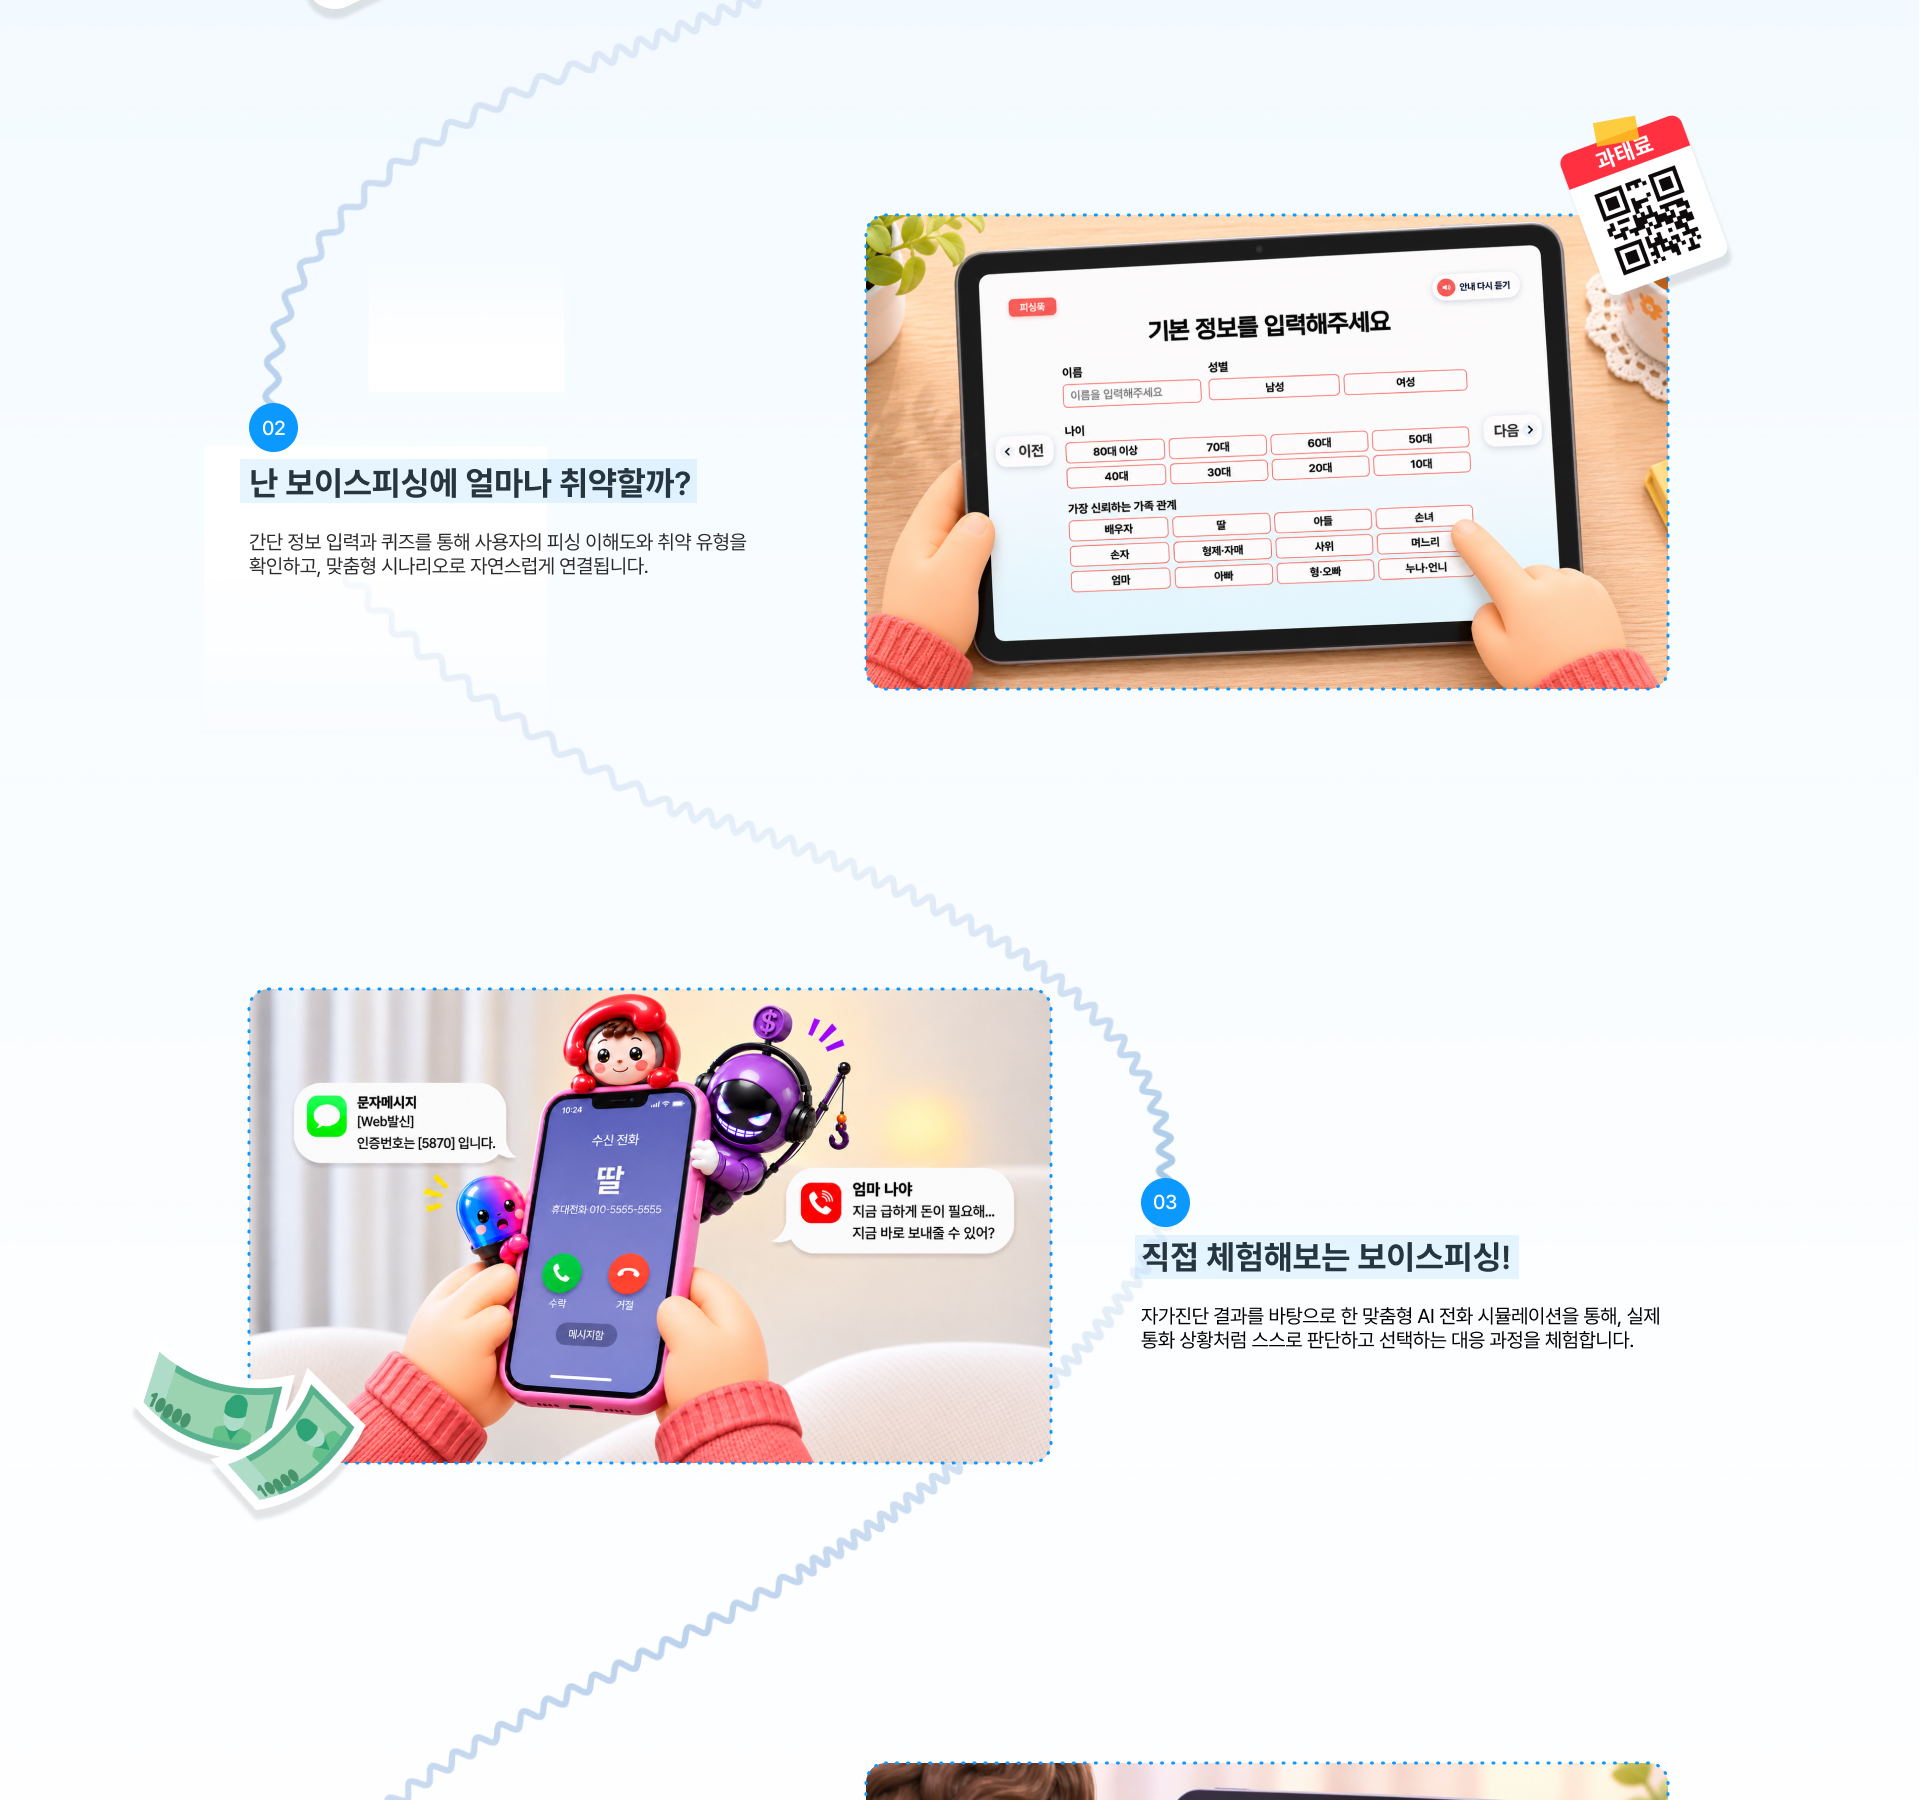 과태료
피싱뚝
안내 다시 듣기
기본 정보를 입력해주세요
이름
성별
이름을 입력해주세요
남성
여성
나이
80대 이상
70대
60대
50대
40대
30대
20대
10대
이전
다음
가장 신뢰하는 가족 관계
배우자
딸
아들
손녀
손자
형제·자매
사위
며느리
엄마
아빠
형·오빠
누나·언니
02
난 보이스피싱에 얼마나 취약할까?
간단 정보 입력과 퀴즈를 통해 사용자의 피싱 이해도와 취약 유형을
확인하고, 맞춤형 시나리오로 자연스럽게 연결됩니다.
문자메시지
[Web발신]
인증번호는 [5870] 입니다.
10:24
수신 전화
딸
휴대전화 010-5555-5555
수락
거절
메시지함
엄마 나야
지금 급하게 돈이 필요해...
지금 바로 보내줄 수 있어?
$
10000
10000
03
직접 체험해보는 보이스피싱!
자가진단 결과를 바탕으로 한 맞춤형 AI 전화 시뮬레이션을 통해, 실제
통화 상황처럼 스스로 판단하고 선택하는 대응 과정을 체험합니다.